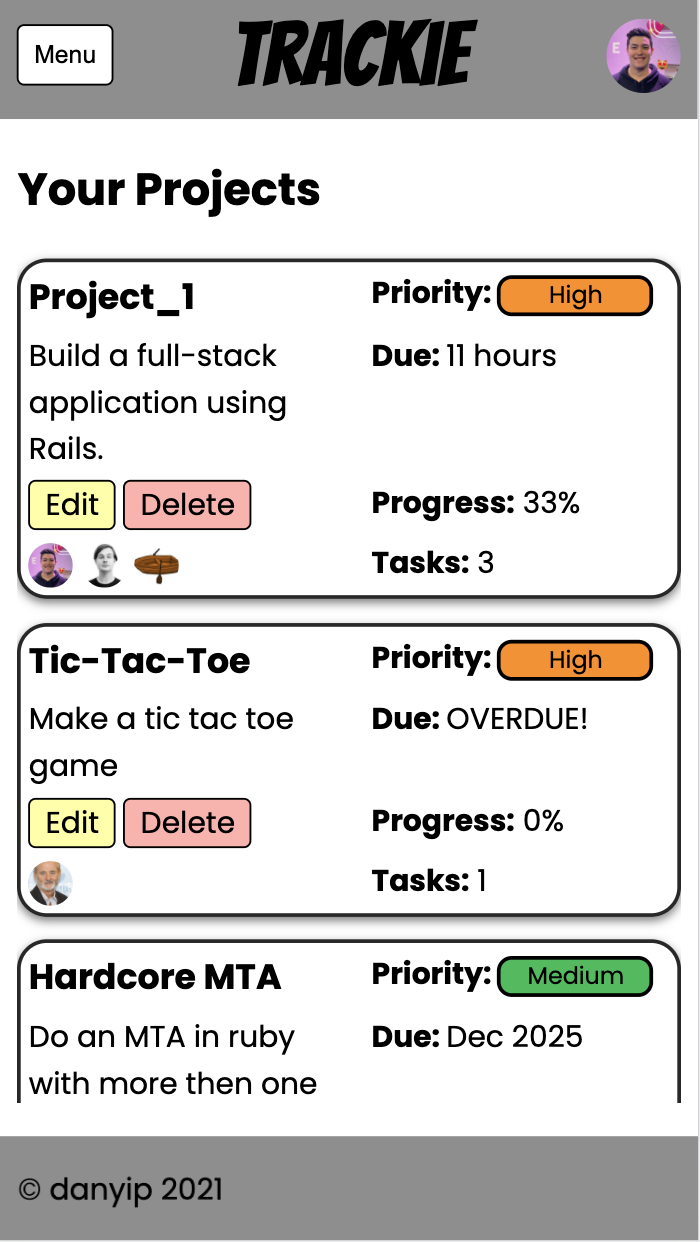 Menu
TRACKIE
Your Projects
Project_1
Priority: High
Build a full-stack
Due: 11 hours
application using
Rails.
Edit Delete
Progress: 33%
Tasks: 3
Tic-Tac-Toe
Priority: High
Make a tic tac toe
Due: OVERDUE!
game
Edit Delete
Progress: 0%
Tasks: 1
Hardcore MTA
Priority: Medium
Do an MTA in ruby
Due: Dec 2025
with more then one
© danyip 2021